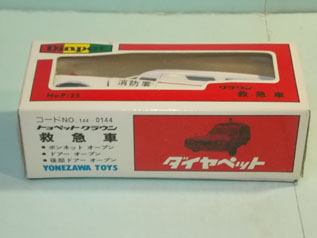 Diapet
消防署
No.P-25
クラウン
救急車
コードNO. 144-0144
トヨペット クラウン
救急車
● ボンネット オープン
● ドアー オープン
● 後部ドアー オープン
YONEZAWA TOYS
ダイヤペット